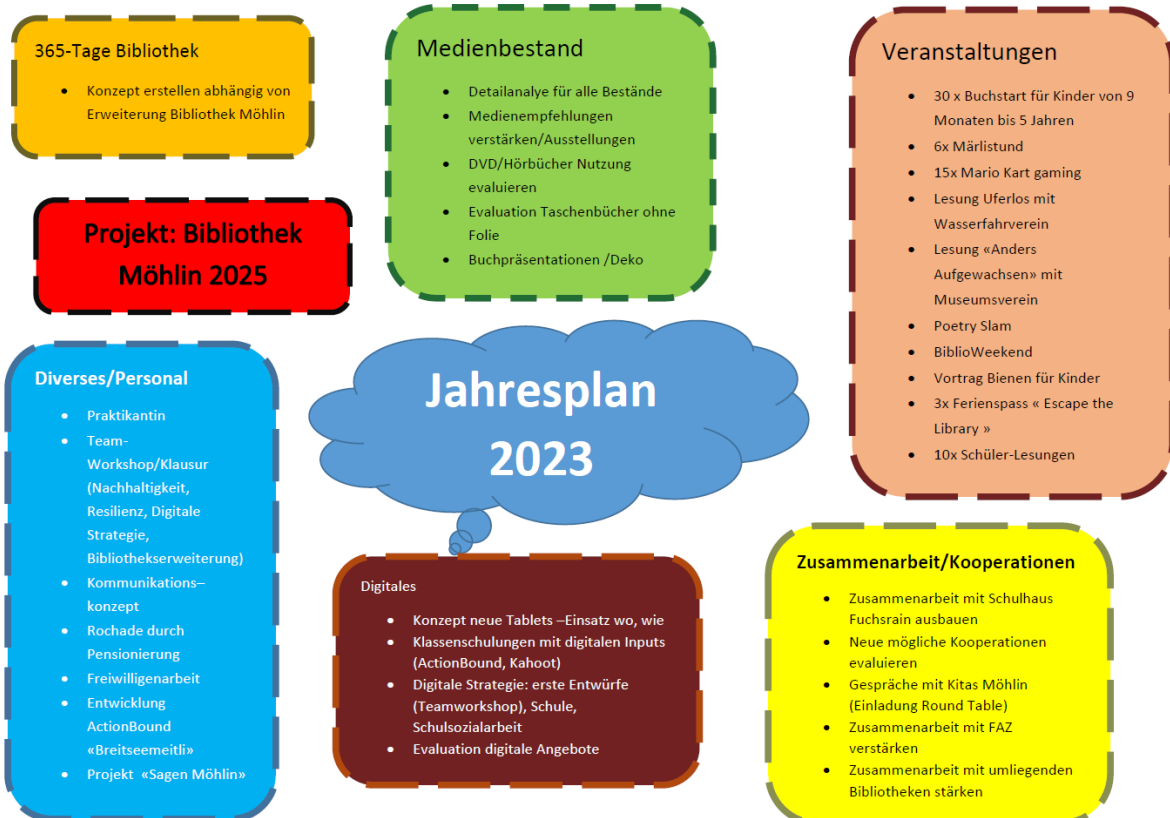 365-Tage Bibliothek
• Konzept erstellen abhängig von
Erweiterung Bibliothek Möhlin
Projekt: Bibliothek
Möhlin 2025
Medienbestand
• Detailanalye für alle Bestände
• Medienempfehlungen
verstärken/Ausstellungen
• DVD/Hörbücher Nutzung
evaluieren
• Evaluation Taschenbücher ohne
Folie
• Buchpräsentationen /Deko
Veranstaltungen
• 30 x Buchstart für Kinder von 9
Monaten bis 5 Jahren
• 6x Märlistund
• 15x Mario Kart gaming
• Lesung Uferlos mit
Wasserfahrverein
• Lesung «Anders
Aufgewachsen» mit
Museumsverein
• Poetry Slam
• BiblioWeekend
• Vortrag Bienen für Kinder
• 3x Ferienspass « Escape the
Library »
• 10x Schüler-Lesungen
Jahresplan
2023
Diverses/Personal
• Praktikantin
• Team-
Workshop/Klausur
(Nachhaltigkeit,
Resilienz, Digitale
Strategie,
Bibliothekserweiterung)
• Kommunikations–
konzept
• Rochade durch
Pensionierung
• Freiwilligenarbeit
• Entwicklung
ActionBound
«Breitseemeitli»
• Projekt «Sagen Möhlin»
Digitales
• Konzept neue Tablets –Einsatz wo, wie
• Klassenschulungen mit digitalen Inputs
(ActionBound, Kahoot)
• Digitale Strategie: erste Entwürfe
(Teamworkshop), Schule,
Schulsozialarbeit
• Evaluation digitale Angebote
Zusammenarbeit/Kooperationen
• Zusammenarbeit mit Schulhaus
Fuchsrain ausbauen
• Neue mögliche Kooperationen
evaluieren
• Gespräche mit Kitas Möhlin
(Einladung Round Table)
• Zusammenarbeit mit FAZ
verstärken
• Zusammenarbeit mit umliegenden
Bibliotheken stärken